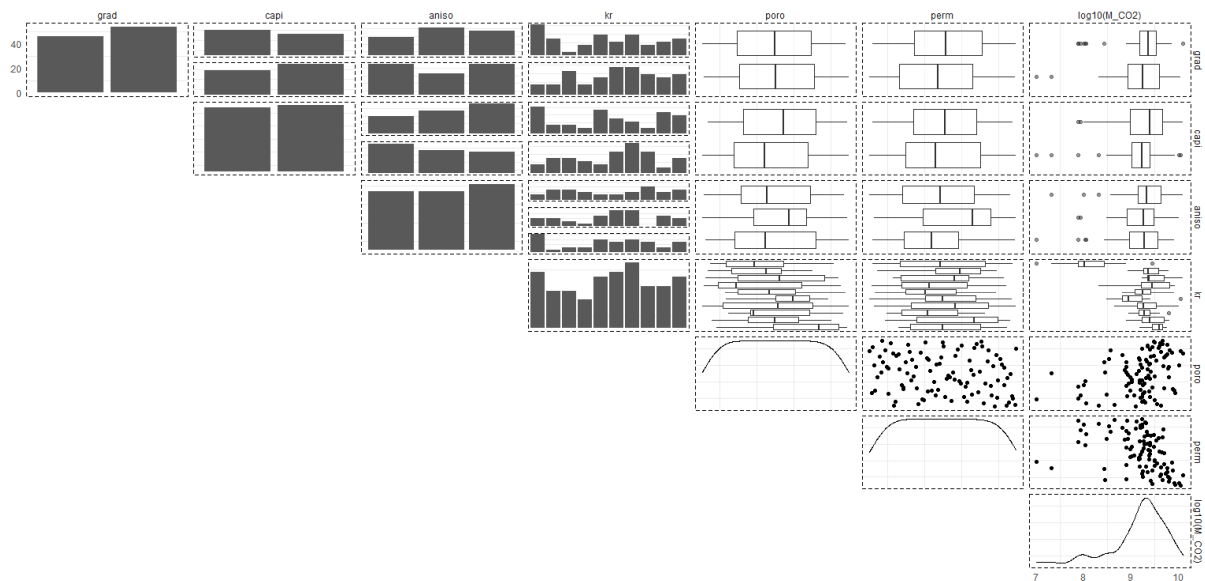 grad capi aniso kr poro perm log10(M_CO2)
40
20
0
grad
capi
aniso
kr
poro
perm
log10(M_CO2)
7 8 9 10